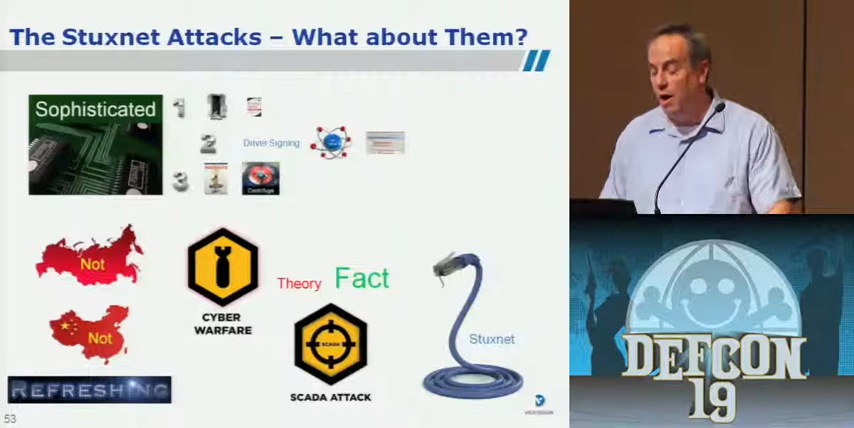 The Stuxnet Attacks – What about Them?
Sophisticated
1
2
Driver Signing
3
Centrifuge
Not
CYBER
WARFARE
Theory Fact
Not
SCADA
Stuxnet
REFRESHING
SCADA ATTACK
53
DEFCON
19